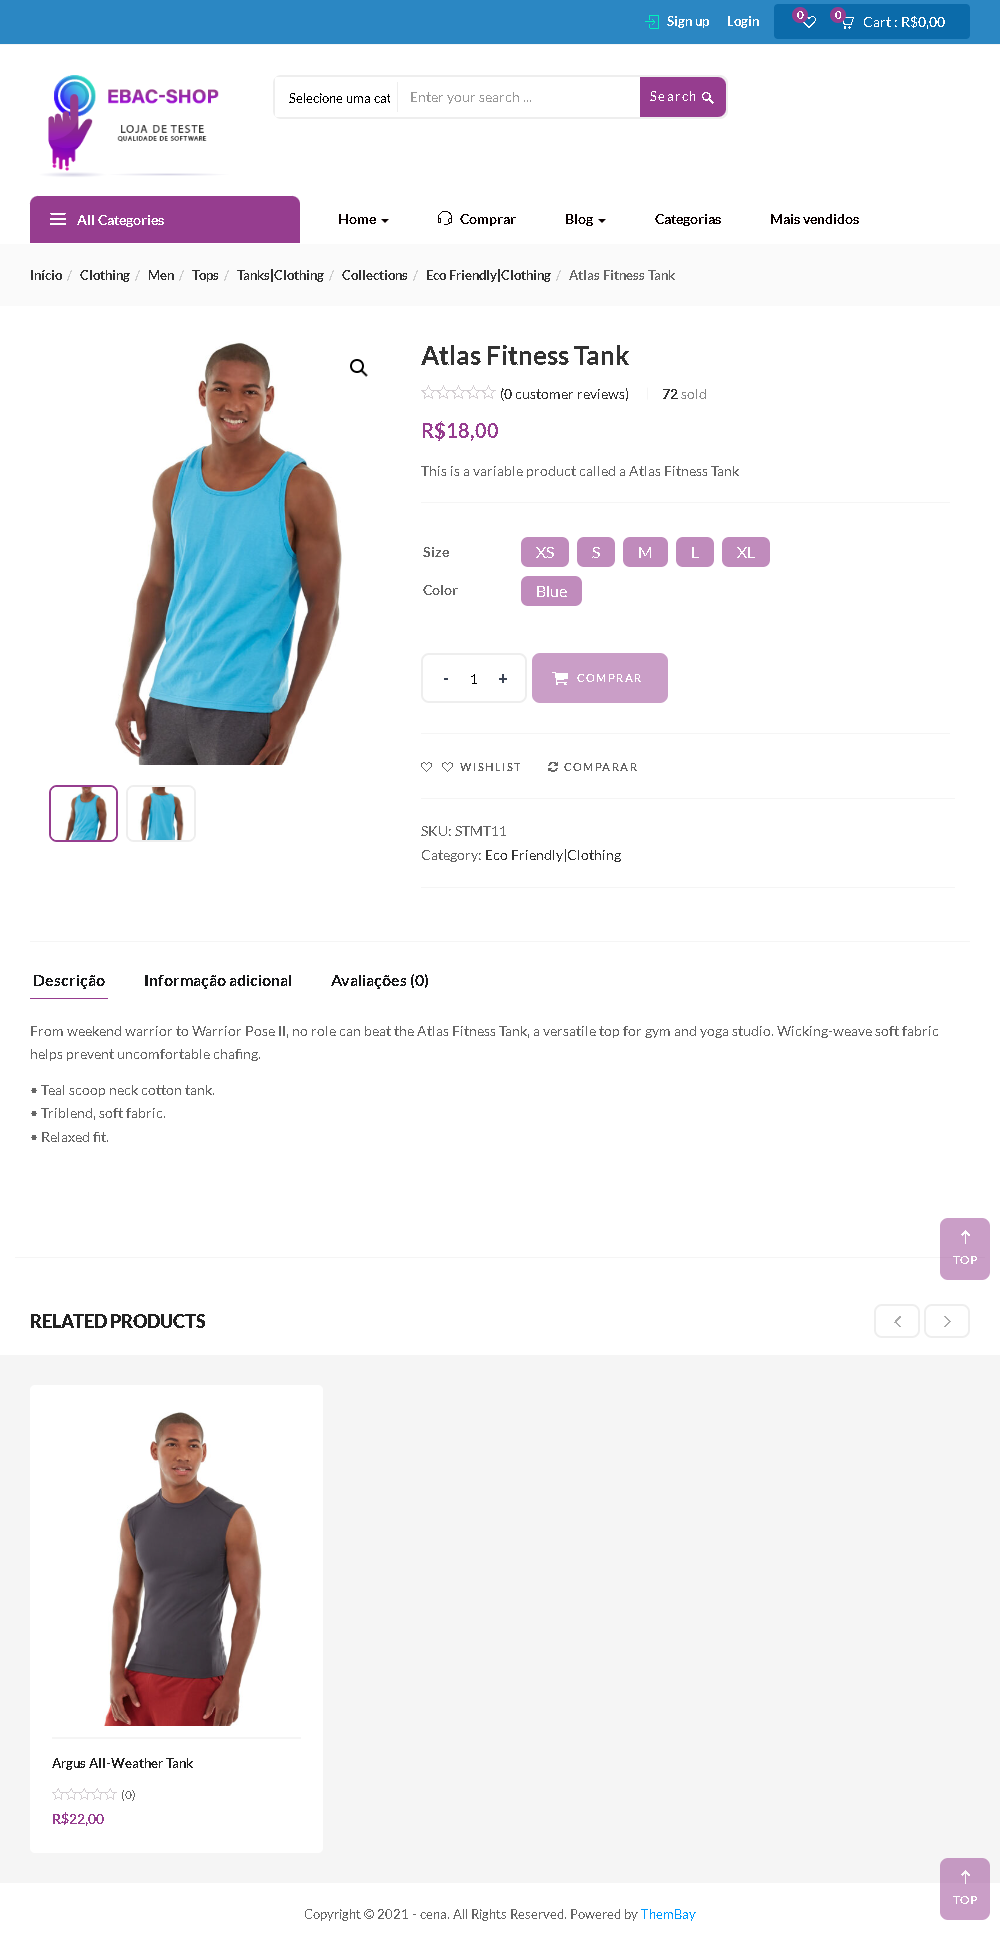 Sign up Login 0 0 Cart : R$0,00
EBAC-SHOP
LOJA DE TESTE
QUALIDADE DE SOFTWARE
Selecione uma cat Enter your search ... Search
All Categories Home Comprar Blog Categorias Mais vendidos
Início / Clothing / Men / Tops / Tanks|Clothing / Collections / Eco Friendly|Clothing / Atlas Fitness Tank
Atlas Fitness Tank
(0 customer reviews) 72 sold
R$18,00
This is a variable product called a Atlas Fitness Tank
Size XS S M L XL
Color Blue
- 1 + COMPRAR
WISHLIST COMPARAR
SKU: STMT11
Category: Eco Friendly|Clothing
Descrição Informação adicional Avaliações (0)
From weekend warrior to Warrior Pose II, no role can beat the Atlas Fitness Tank, a versatile top for gym and yoga studio. Wicking-weave soft fabric
helps prevent uncomfortable chafing.
• Teal scoop neck cotton tank.
• Triblend, soft fabric.
• Relaxed fit.
TOP
RELATED PRODUCTS
Argus All-Weather Tank
(0)
R$22,00
TOP
Copyright © 2021 - cena. All Rights Reserved. Powered by ThemBay